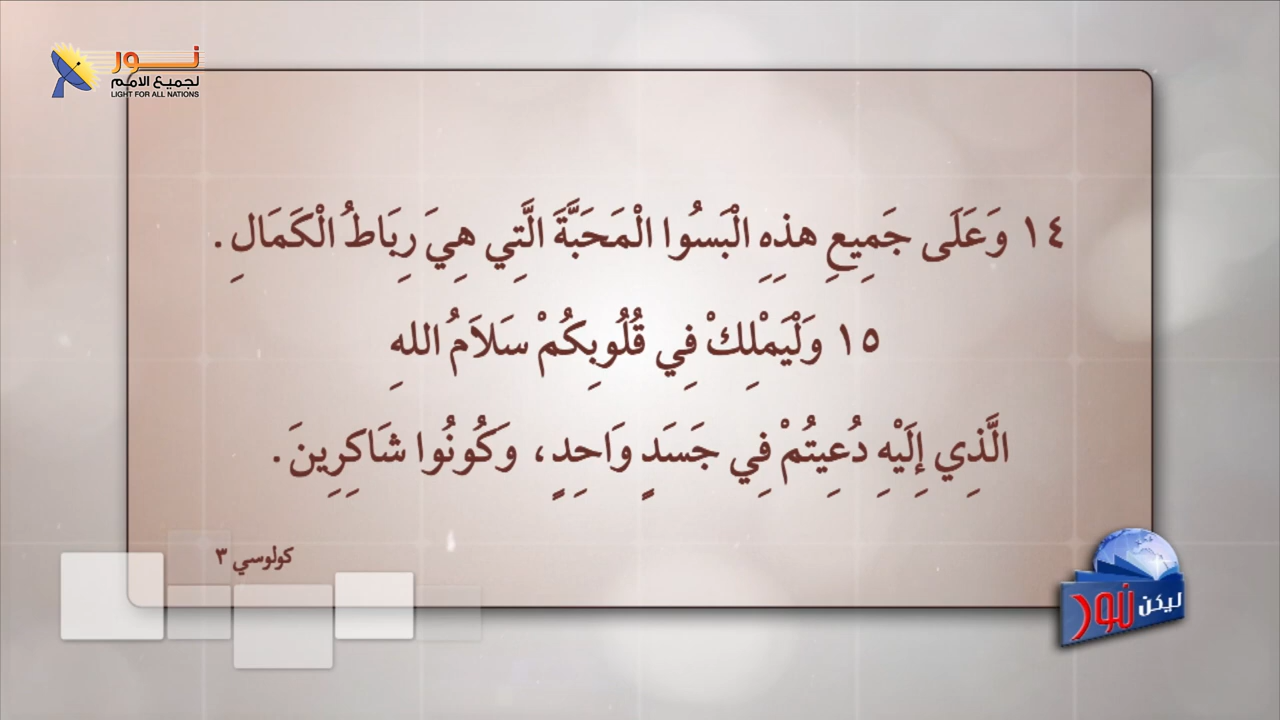 نور
لجميع الامم
LIGHT FOR ALL NATIONS
١٤ وَعَلَى جَمِيعِ هذِهِ الْبَسُوا الْمَحَبَّةَ الَّتِي هِيَ رِبَاطُ الْكَمَالِ.
١٥ وَلْيَمْلِكْ فِي قُلُوبِكُمْ سَلاَمُ اللهِ
الَّذِي إِلَيْهِ دُعِيتُمْ فِي جَسَدٍ وَاحِدٍ، وَكُونُوا شَاكِرِينَ.
كولوسي ٣
ليكن نور